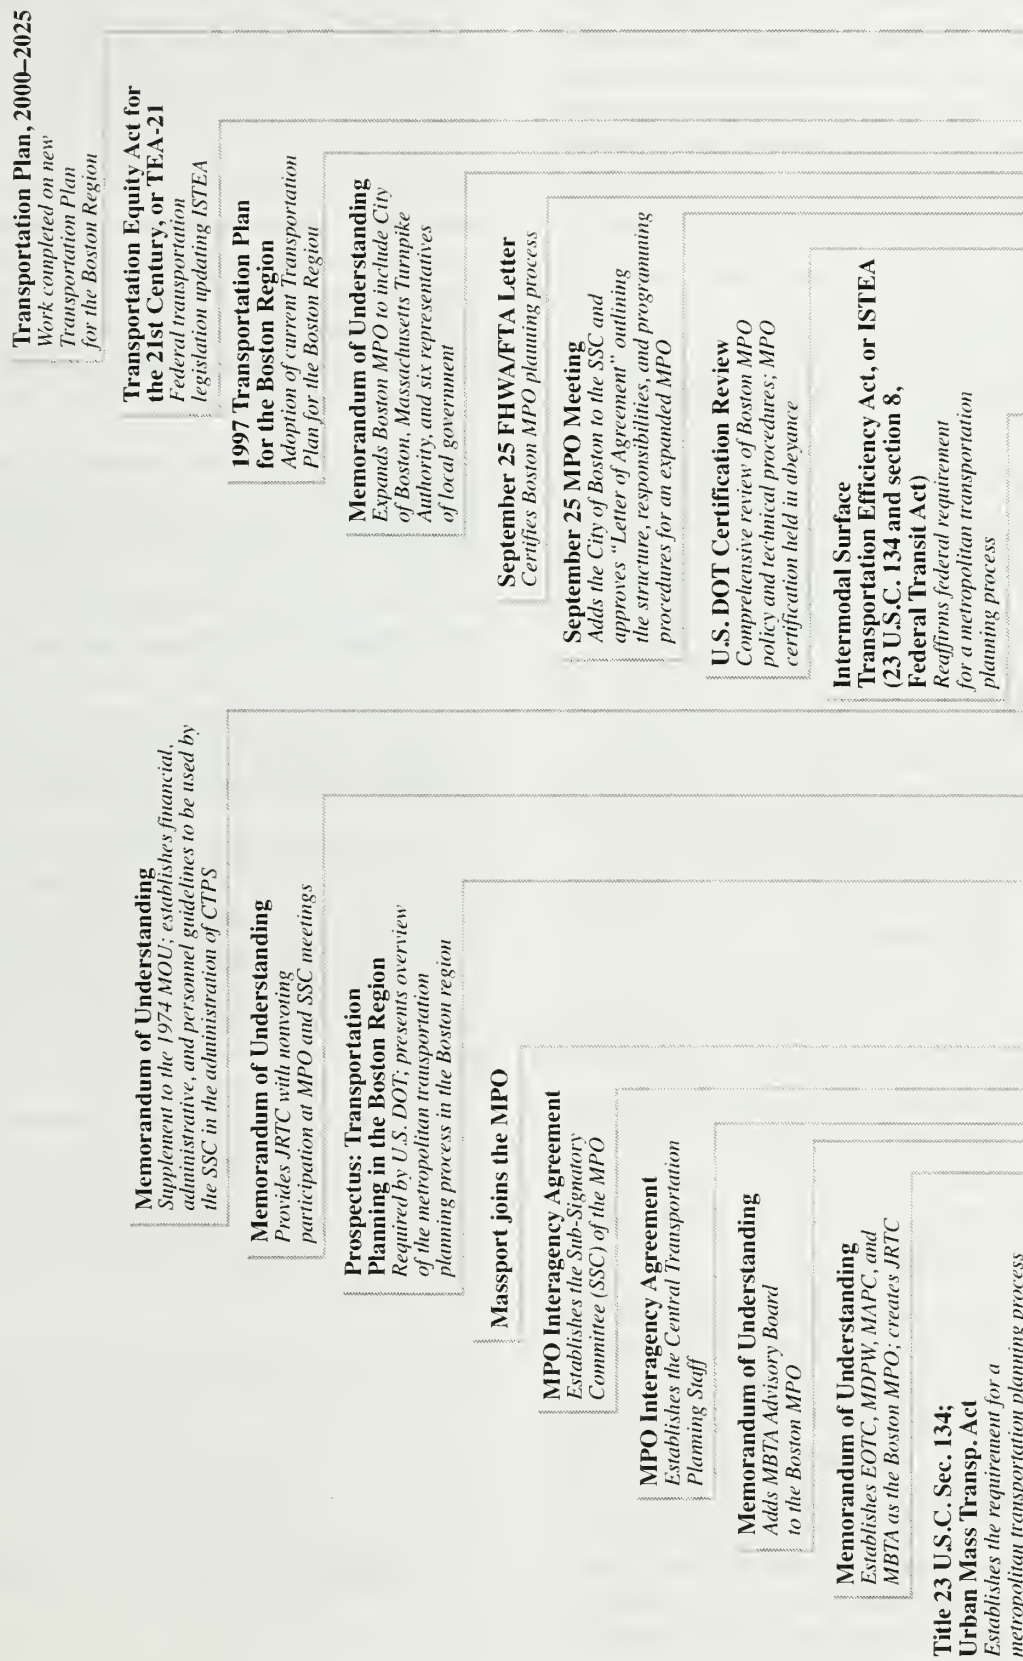 Transportation Plan, 2000–2025
Work completed on new
Transportation Plan
for the Boston Region
Transportation Equity Act for
the 21st Century, or TEA-21
Federal transportation
legislation updating ISTEA
Memorandum of Understanding
Supplement to the 1974 MOU; establishes financial,
administrative, and personnel guidelines to be used by
the SSC in the administration of CTPS
1997 Transportation Plan
for the Boston Region
Adoption of current Transportation
Plan for the Boston Region
Memorandum of Understanding
Provides JRTC with nonvoting
participation at MPO and SSC meetings
Prospectus: Transportation
Planning in the Boston Region
Required by U.S. DOT; presents overview
of the metropolitan transportation
planning process in the Boston region
Memorandum of Understanding
Expands Boston MPO to include City
of Boston, Massachusetts Turnpike
Authority, and six representatives
of local government
Massport joins the MPO
September 25 FHWA/FTA Letter
Certifies Boston MPO planning process
MPO Interagency Agreement
Establishes the Sub-Signatory
Committee (SSC) of the MPO
September 25 MPO Meeting
Adds the City of Boston to the SSC and
approves "Letter of Agreement" outlining
the structure, responsibilities, and programming
procedures for an expanded MPO
MPO Interagency Agreement
Establishes the Central Transportation
Planning Staff
U.S. DOT Certification Review
Comprehensive review of Boston MPO
policy and technical procedures; MPO
certification held in abeyance
Memorandum of Understanding
Adds MBTA Advisory Board
to the Boston MPO
Intermodal Surface
Transportation Efficiency Act, or ISTEA
(23 U.S.C. 134 and section 8,
Federal Transit Act)
Reaffirms federal requirement
for a metropolitan transportation
planning process
Memorandum of Understanding
Establishes EOTC, MDPW, MAPC, and
MBTA as the Boston MPO; creates JRTC
Title 23 U.S.C. Sec. 134;
Urban Mass Transp. Act
Establishes the requirement for a
metropolitan transportation planning process